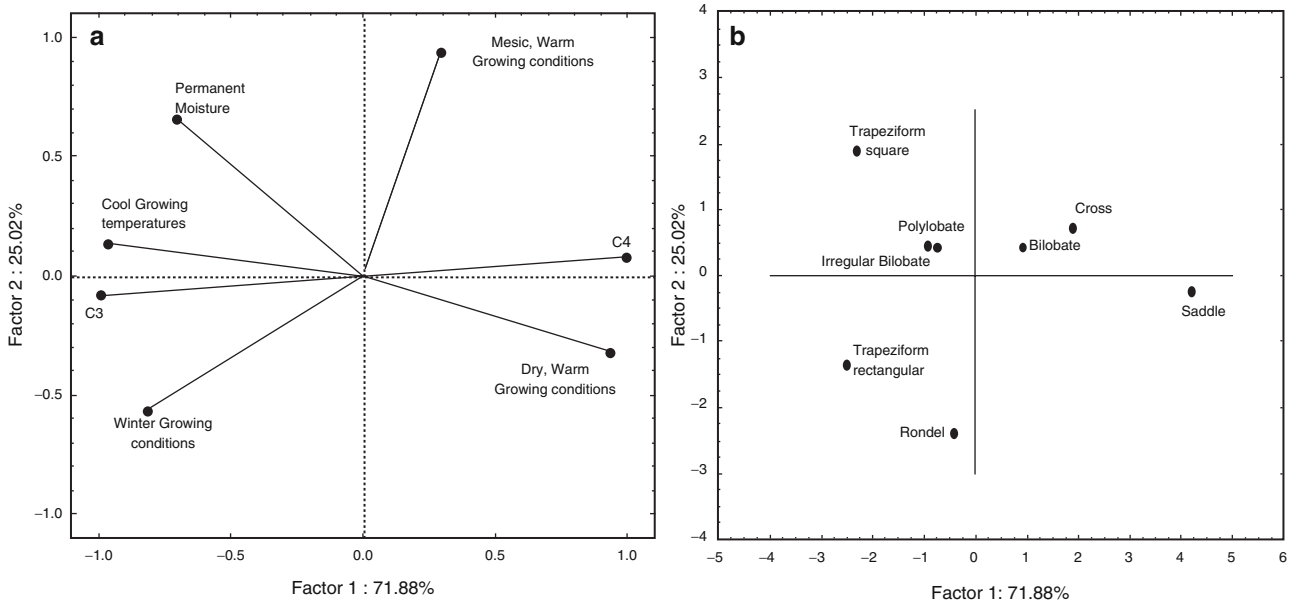 a
1.0
0.5
0.0
−0.5
−1.0
Factor 2 : 25.02%
Mesic, Warm
Growing conditions
Permanent
Moisture
Cool Growing
temperatures
C4
C3
Dry, Warm
Growing conditions
Winter Growing
conditions
−1.0
−0.5
0.0
0.5
1.0
Factor 1 : 71.88%
b
4
3
2
1
0
−1
−2
−3
−4
Factor 2 : 25.02%
Trapeziform
square
Cross
Polylobate
Bilobate
Irregular Bilobate
Saddle
Trapeziform
rectangular
Rondel
−5
−4
−3
−2
−1
0
1
2
3
4
5
6
Factor 1: 71.88%